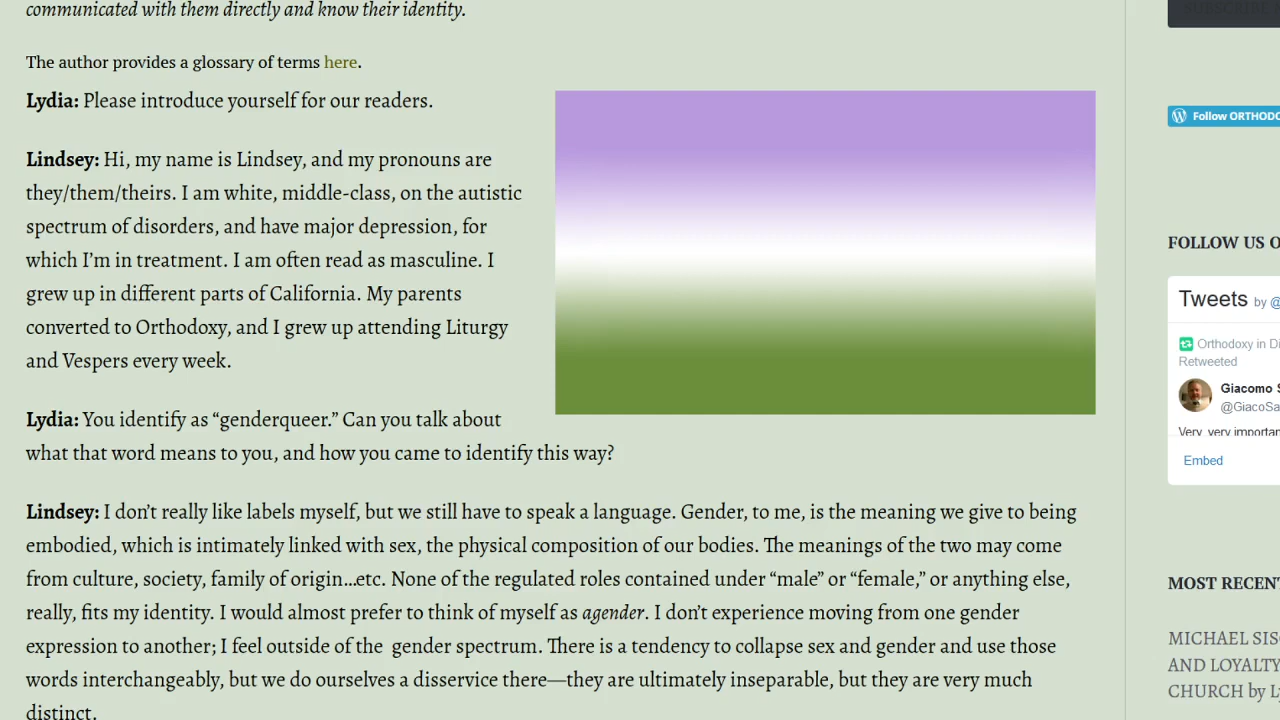 communicated with them directly and know their identity.
The author provides a glossary of terms here.
Lydia: Please introduce yourself for our readers.
Lindsey: Hi, my name is Lindsey, and my pronouns are
they/them/theirs. I am white, middle-class, on the autistic
spectrum of disorders, and have major depression, for
which I’m in treatment. I am often read as masculine. I
grew up in different parts of California. My parents
converted to Orthodoxy, and I grew up attending Liturgy
and Vespers every week.
Lydia: You identify as “genderqueer.” Can you talk about
what that word means to you, and how you came to identify this way?
Lindsey: I don’t really like labels myself, but we still have to speak a language. Gender, to me, is the meaning we give to being
embodied, which is intimately linked with sex, the physical composition of our bodies. The meanings of the two may come
from culture, society, family of origin…etc. None of the regulated roles contained under “male” or “female,” or anything else,
really, fits my identity. I would almost prefer to think of myself as agender. I don’t experience moving from one gender
expression to another; I feel outside of the  gender spectrum. There is a tendency to collapse sex and gender and use those
words interchangeably, but we do ourselves a disservice there—they are ultimately inseparable, but they are very much
distinct.
Follow ORTHODO
FOLLOW US O
Tweets by @
Orthodoxy in Di
Retweeted
Giacomo S
@GiacoSa
Very, very importan
Embed
MOST RECENT
MICHAEL SIS
AND LOYALTY
CHURCH by Ly